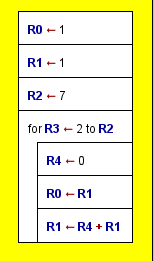 R0 ← 1
R1 ← 1
R2 ← 7
for R3 ← 2 to R2
R4 ← 0
R0 ← R1
R1 ← R4 + R1